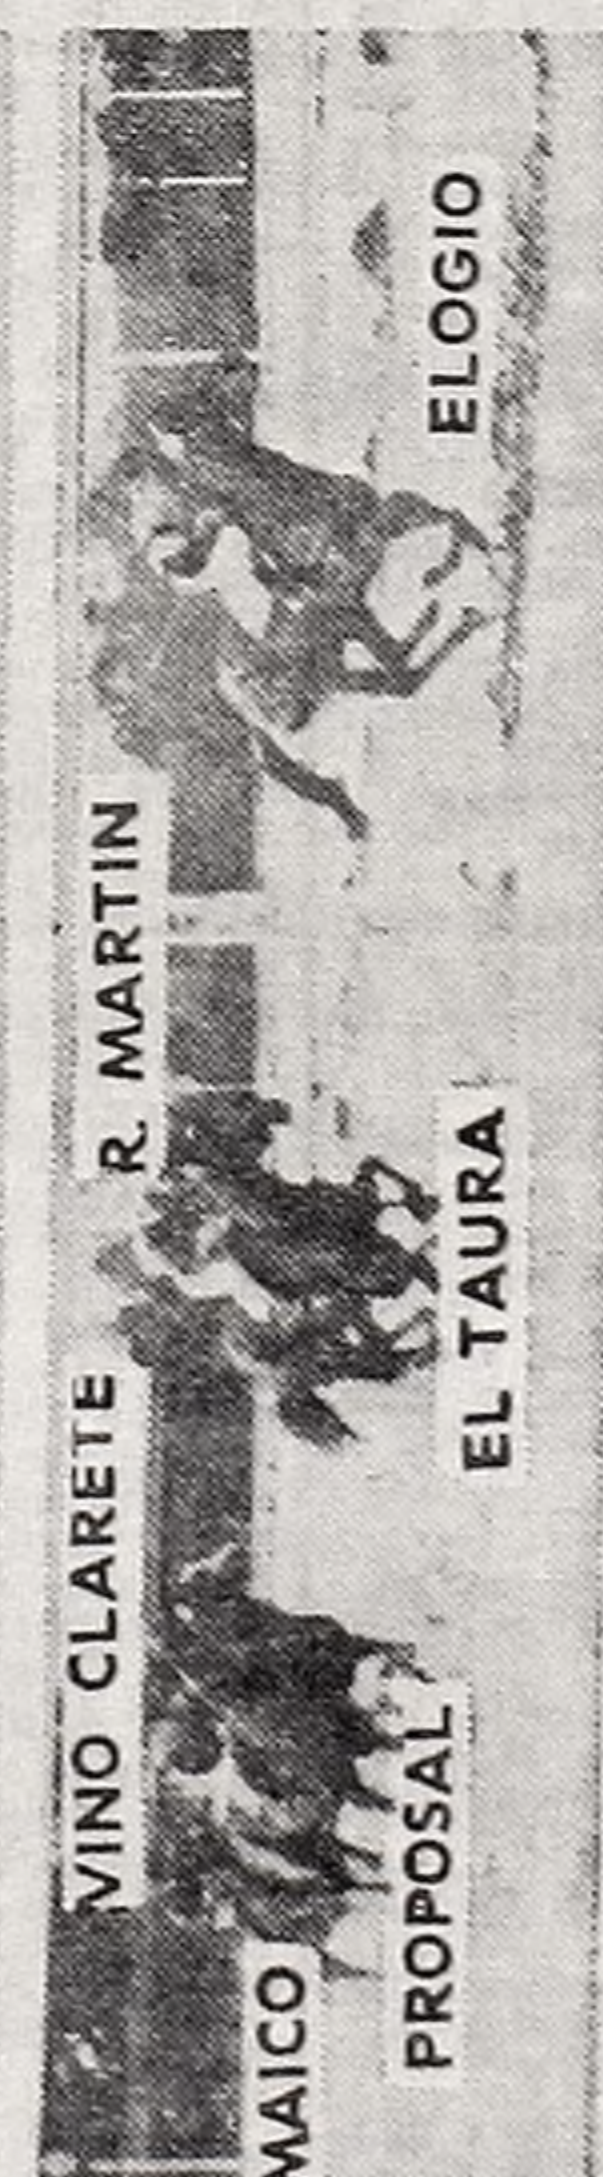 VINO CLARETE
R. MARTIN
MAICO
PROPOSAL
EL TAURA
ELOGIO